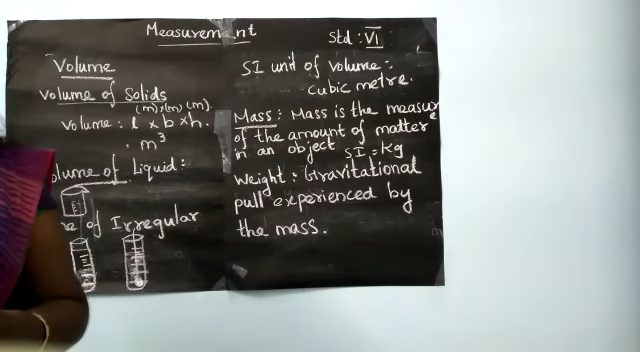 Measurement
Std : VI
Volume
Volume of Solids
(m) (m) (m)
Volume : l × b × h.
. m³
olume of Liquid :
e of Irregular
SI unit of volume :
cubic metre.
Mass : Mass is the measure
of the amount of matter
in an object SI = Kg
Weight : Gravitational
pull experienced by
the mass.